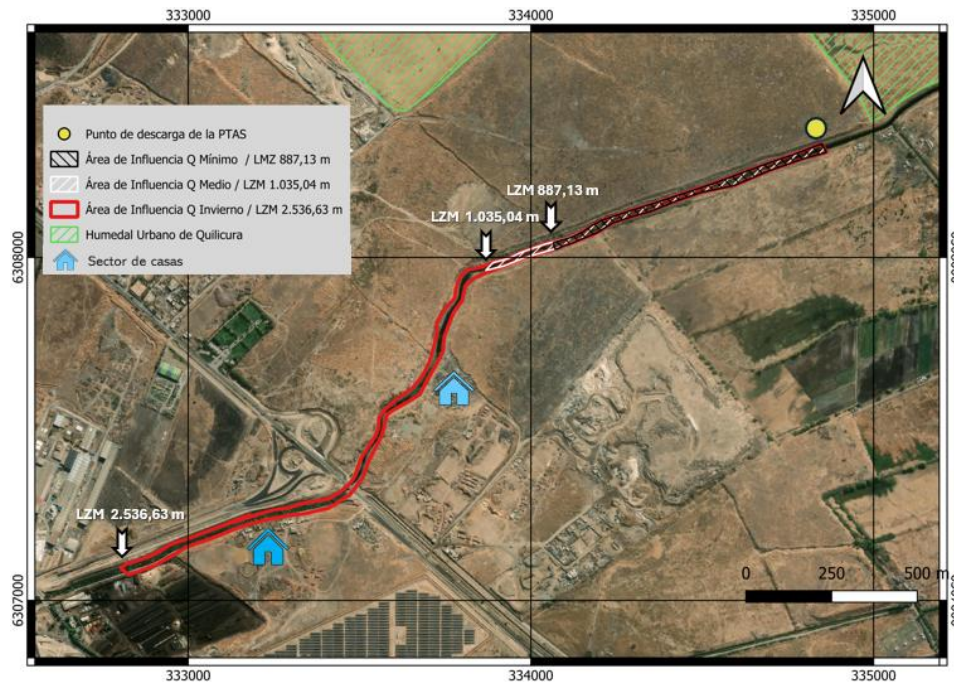 333000
334000
335000
Punto de descarga de la PTAS
Área de Influencia Q Mínimo / LMZ 887,13 m
Área de Influencia Q Medio / LZM 1.035,04 m
Área de Influencia Q Invierno / LZM 2.536,63 m
Humedal Urbano de Quilicura
Sector de casas
LZM 887,13 m
LZM 1.035,04 m
6308000
6308000
LZM 2.536,63 m
0
250
500 m
6307000
6307000
333000
334000
335000